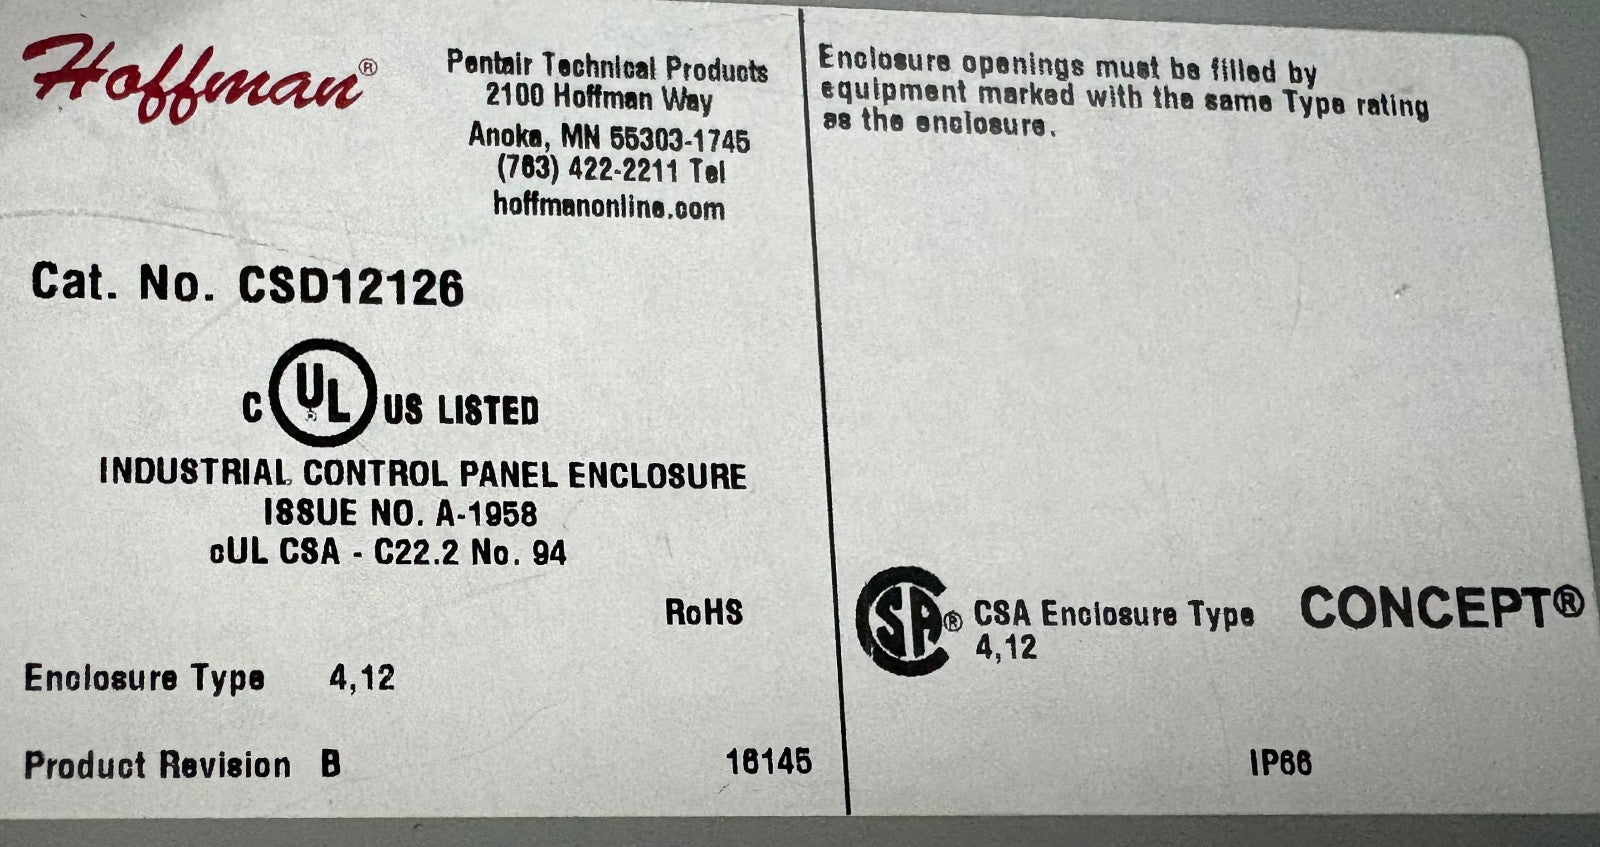 Hoffman®
Pentair Technical Products
2100 Hoffman Way
Anoka, MN 55303-1745
(763) 422-2211 Tel
hoffmanonline.com
Cat. No. CSD12126
C UL® US LISTED
INDUSTRIAL CONTROL PANEL ENCLOSURE
ISSUE NO. A-1958
cUL CSA - C22.2 No. 94
RoHS
Enclosure Type 4,12
Product Revision B 16145
Enclosure openings must be filled by
equipment marked with the same Type rating
as the enclosure.
CSA® CSA Enclosure Type
4,12
CONCEPT®
IP66